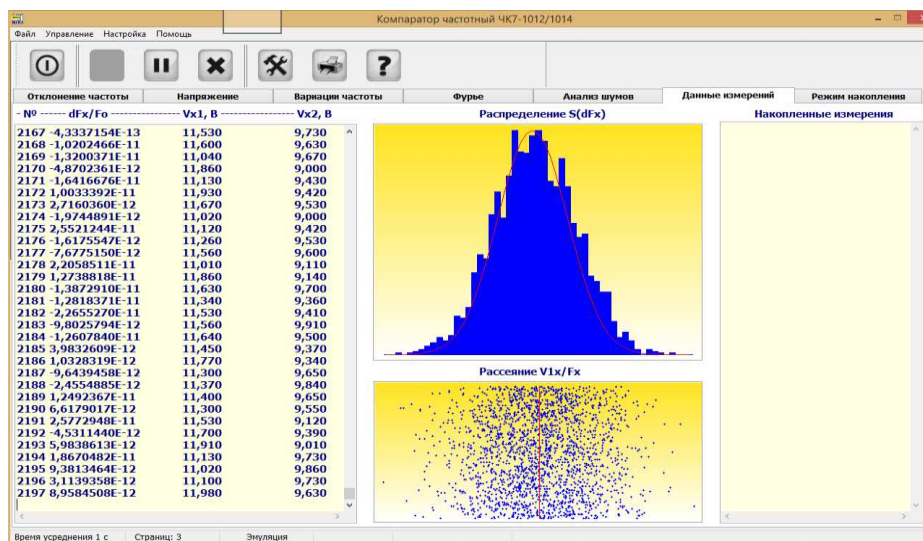 Компаратор частотный ЧК7-1012/1014
Файл Управление Настройка Помощь
Отклонение частоты Напряжение Вариации частоты Фурье Анализ шумов Данные измерений Режим накопления
- № ------ dFx/Fo ---------------- Vx1, В ----------------- Vx2, В
2167 -4,3337154E-13 11,530 9,730
2168 -1,0202466E-11 11,600 9,630
2169 -1,3200371E-11 11,040 9,670
2170 -4,8702361E-12 11,860 9,000
2171 -1,6416676E-11 11,130 9,430
2172 1,0033392E-11 11,930 9,420
2173 2,7160360E-12 11,670 9,530
2174 -1,9744891E-12 11,020 9,000
2175 2,5521244E-11 11,120 9,420
2176 -1,6175547E-12 11,260 9,530
2177 -7,6775150E-12 11,560 9,600
2178 2,2058511E-11 11,010 9,110
2179 1,2738818E-11 11,860 9,140
2180 -1,3872910E-11 11,630 9,700
2181 -1,2818371E-11 11,340 9,360
2182 -2,2655270E-11 11,530 9,410
2183 -9,8025794E-12 11,560 9,910
2184 -1,2607840E-11 11,640 9,500
2185 3,9832609E-12 11,450 9,370
2186 1,0328319E-12 11,770 9,340
2187 -9,6439458E-12 11,300 9,650
2188 -2,4554885E-12 11,370 9,840
2189 1,2492367E-11 11,400 9,650
2190 6,6179017E-12 11,300 9,550
2191 2,5772948E-11 11,530 9,120
2192 -4,5311440E-12 11,700 9,390
2193 5,9838613E-12 11,910 9,010
2194 1,8670482E-11 11,130 9,730
2195 9,3813464E-12 11,020 9,860
2196 3,1139358E-12 11,100 9,730
2197 8,9584508E-12 11,980 9,630
Распределение S(dFx)
Рассеяние V1x/Fx
Накопленные измерения
Время усреднения 1 с Страниц: 3 Эмуляция